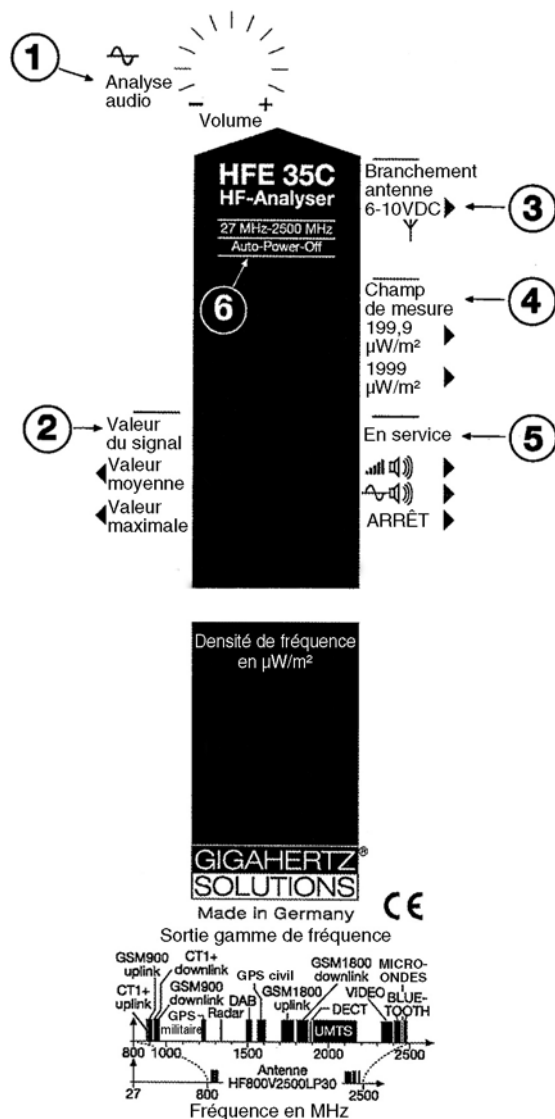 1
Analyse
audio
- +
Volume
HFE 35C
HF-Analyser
27 MHz-2500 MHz
Auto-Power-Off
6
Branchement
antenne
6-10VDC
3
Champ
de mesure
4
199,9
µW/m²
1999
µW/m²
2
Valeur
du signal
Valeur
moyenne
Valeur
maximale
En service
5
ARRÊT
Densité de fréquence
en µW/m²
GIGAHERTZ®
SOLUTIONS
Made in Germany CE
Sortie gamme de fréquence
GSM900
uplink
CT1+
downlink
CT1+
uplink
GSM900
downlink
GPS-
militaire
DAB
Radar
GPS civil
GSM1800
uplink
GSM1800
downlink
DECT
UMTS
VIDEO
MICRO-
ONDES
BLUE-
TOOTH
800 1000 1500 2000 2500
Antenne
HF800V2500LP30
27 800 2500
Fréquence en MHz